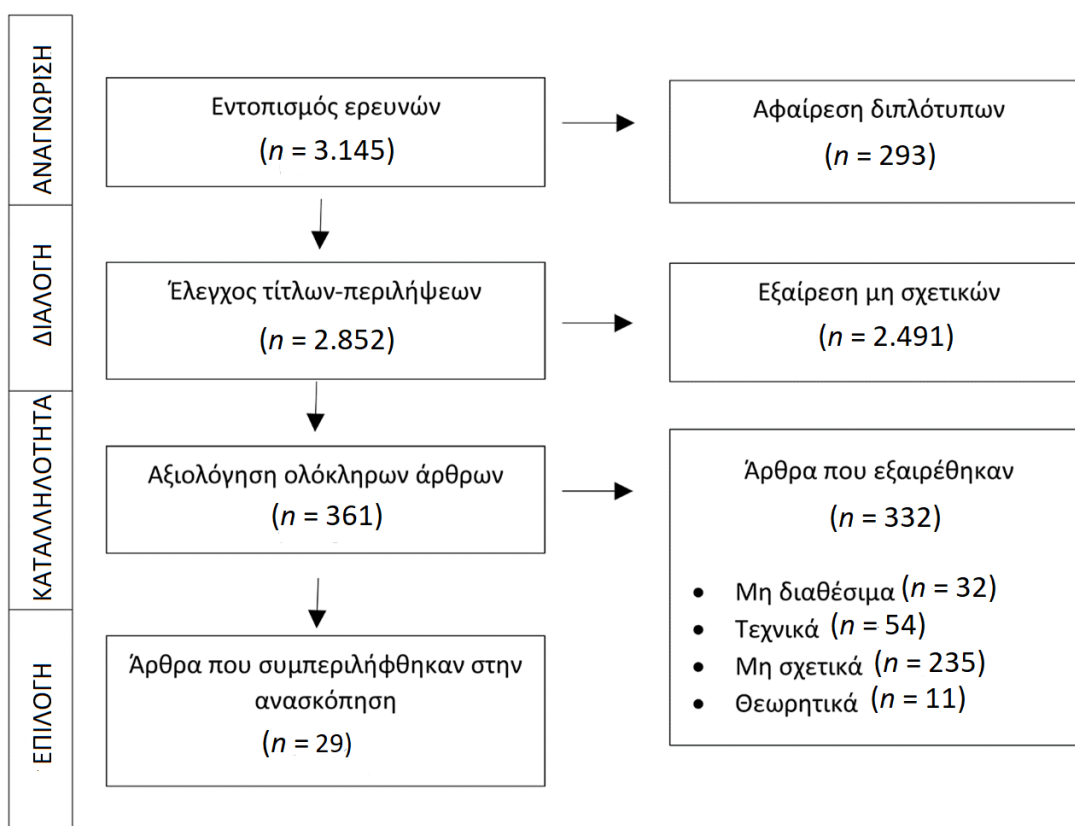 ΑΝΑΓΝΩΡΙΣΗ
Εντοπισμός ερευνών
(n = 3.145)
Αφαίρεση διπλότυπων
(n = 293)
ΔΙΑΛΟΓΗ
Έλεγχος τίτλων-περιλήψεων
(n = 2.852)
Εξαίρεση μη σχετικών
(n = 2.491)
ΚΑΤΑΛΛΗΛΟΤΗΤΑ
Αξιολόγηση ολόκληρων άρθρων
(n = 361)
Άρθρα που εξαιρέθηκαν
(n = 332)
• Μη διαθέσιμα (n = 32)
• Τεχνικά (n = 54)
• Μη σχετικά (n = 235)
• Θεωρητικά (n = 11)
ΕΠΙΛΟΓΗ
Άρθρα που συμπεριλήφθηκαν στην
ανασκόπηση
(n = 29)